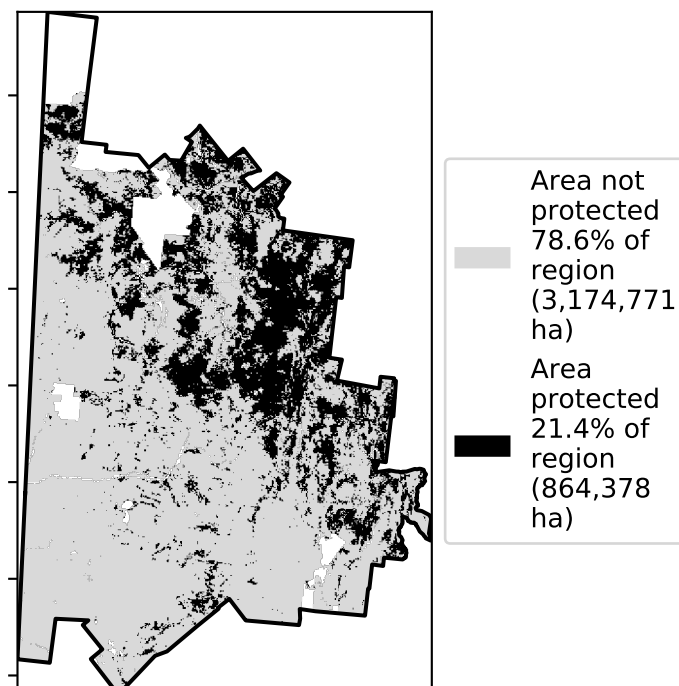 Area not
protected
78.6% of
region
(3,174,771
ha)
Area
protected
21.4% of
region
(864,378
ha)